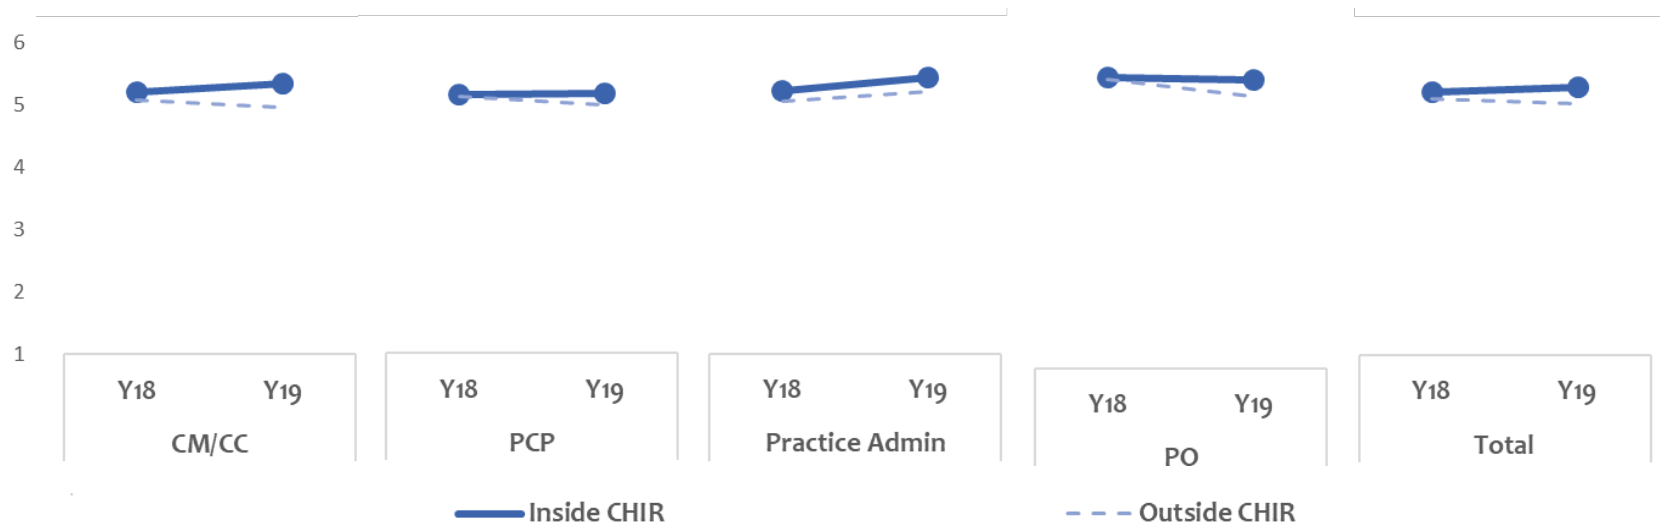 6
5
4
3
2
1
Y18 Y19 Y18 Y19 Y18 Y19 Y18 Y19 Y18 Y19
CM/CC PCP Practice Admin PO Total
Inside CHIR Outside CHIR